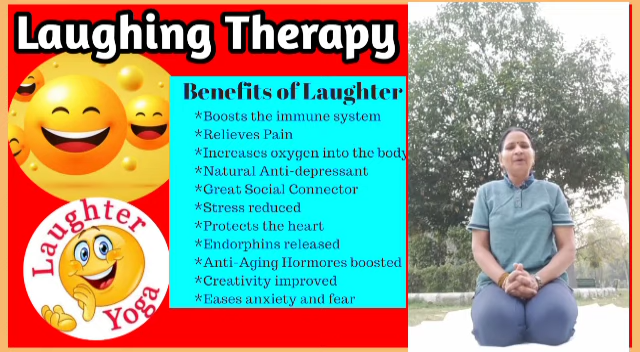 Laughing Therapy
Benefits of Laughter
*Boosts the immune system
*Relieves Pain
*Increases oxygen into the body
*Natural Anti-depressant
*Great Social Connector
*Stress reduced
*Protects the heart
*Endorphins released
*Anti-Aging Hormores boosted
*Creativity improved
*Eases anxiety and fear
Laughter
Yoga